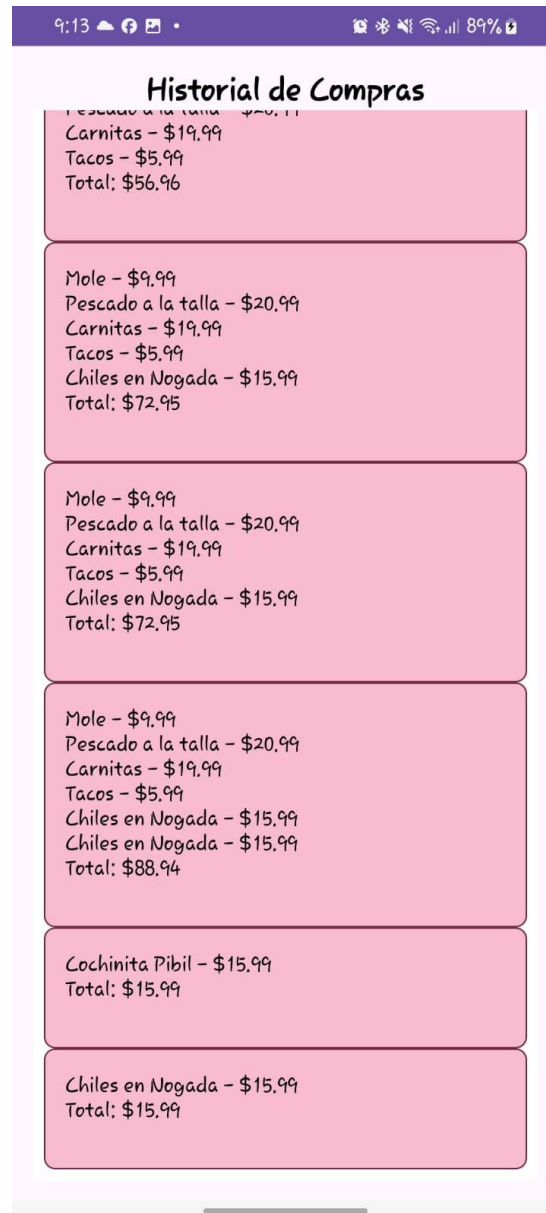 9:13
89%
Historial de Compras
Pescado a la talla - $20.99
Carnitas - $19.99
Tacos - $5.99
Total: $56.96
Mole - $9.99
Pescado a la talla - $20.99
Carnitas - $19.99
Tacos - $5.99
Chiles en Nogada - $15.99
Total: $72.95
Mole - $9.99
Pescado a la talla - $20.99
Carnitas - $19.99
Tacos - $5.99
Chiles en Nogada - $15.99
Total: $72.95
Mole - $9.99
Pescado a la talla - $20.99
Carnitas - $19.99
Tacos - $5.99
Chiles en Nogada - $15.99
Chiles en Nogada - $15.99
Total: $88.94
Cochinita Pibil - $15.99
Total: $15.99
Chiles en Nogada - $15.99
Total: $15.99